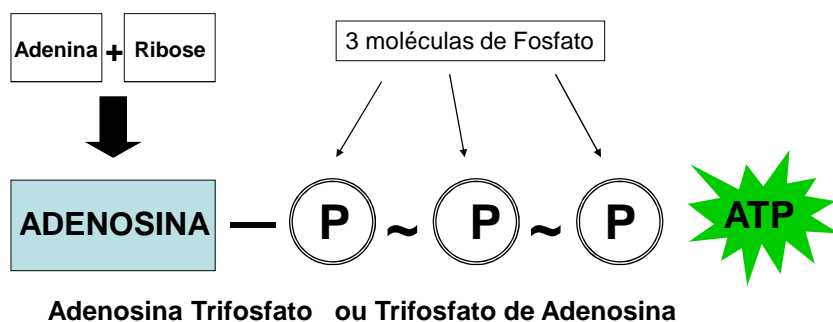 Adenina + Ribose
3 moléculas de Fosfato
ADENOSINA — P ~ P ~ P
ATP
Adenosina Trifosfato ou Trifosfato de Adenosina